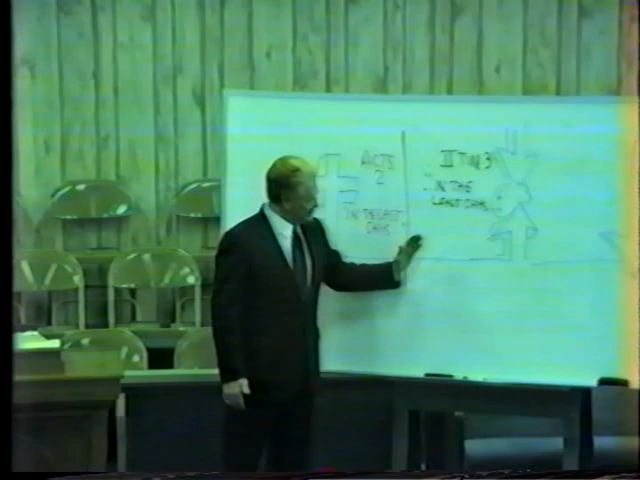 ACTS
2
IN THE LAST
DAYS
II TIM 3
IN THE
LAST DAYS